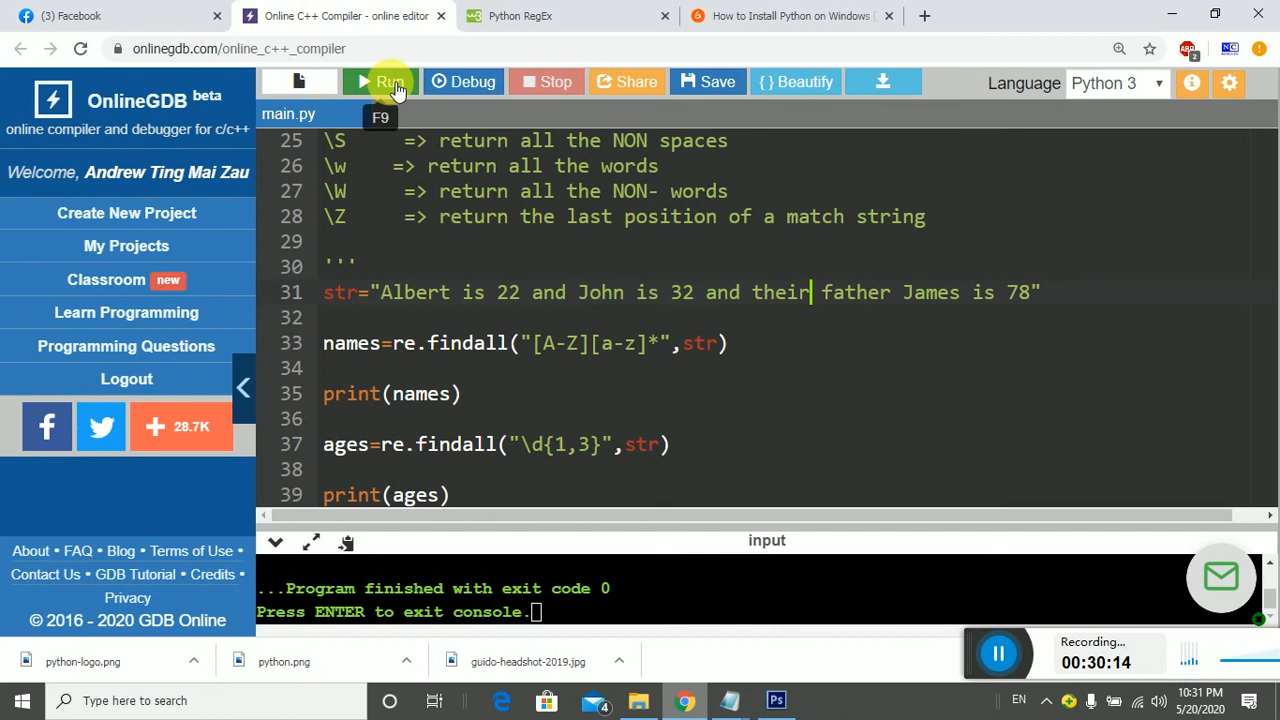 (3) Facebook
Online C++ Compiler - online editor
Python RegEx
How to Install Python on Windows
onlinegdb.com/online_c++_compiler
2
OnlineGDB beta
online compiler and debugger for c/c++
Welcome, Andrew Ting Mai Zau
Create New Project
My Projects
Classroom new
Learn Programming
Programming Questions
Logout
28.7K
About • FAQ • Blog • Terms of Use •
Contact Us • GDB Tutorial • Credits •
Privacy
© 2016 - 2020 GDB Online
Run
Debug
Stop
Share
Save
{ } Beautify
Language Python 3
main.py
F9
25 \S => return all the NON spaces
26 \w => return all the words
27 \W => return all the NON- words
28 \Z => return the last position of a match string
29
30 '''
31 str="Albert is 22 and John is 32 and their father James is 78"
32
33 names=re.findall("[A-Z][a-z]*",str)
34
35 print(names)
36
37 ages=re.findall("\d{1,3}",str)
38
39 print(ages)
input
...Program finished with exit code 0
Press ENTER to exit console.
python-logo.png
python.png
guido-headshot-2019.jpg
Recording...
00:30:14
Type here to search
4
Ps
EN
10:31 PM
5/20/2020